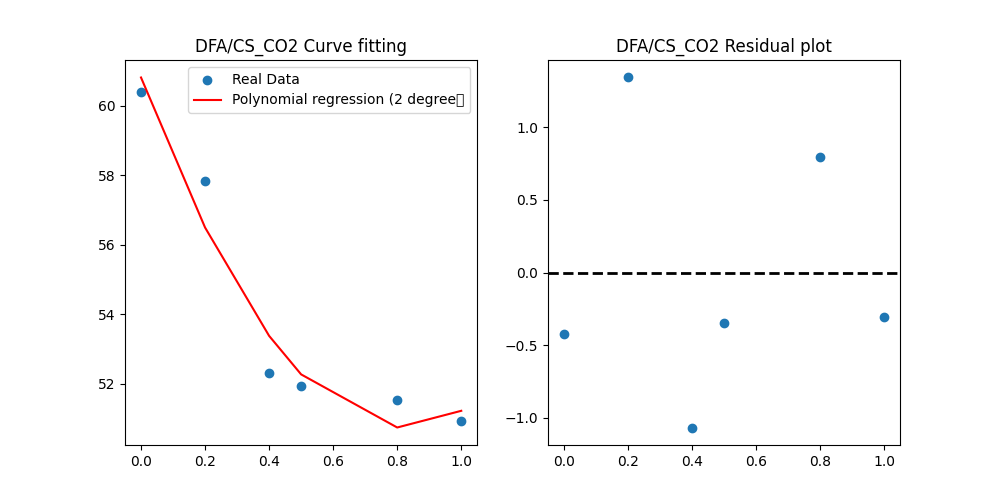 DFA/CS_CO2 Curve fitting
Real Data
Polynomial regression (2 degree
60
58
56
54
52
0.0 0.2 0.4 0.6 0.8 1.0
DFA/CS_CO2 Residual plot
1.0
0.5
0.0
−0.5
−1.0
0.0 0.2 0.4 0.6 0.8 1.0